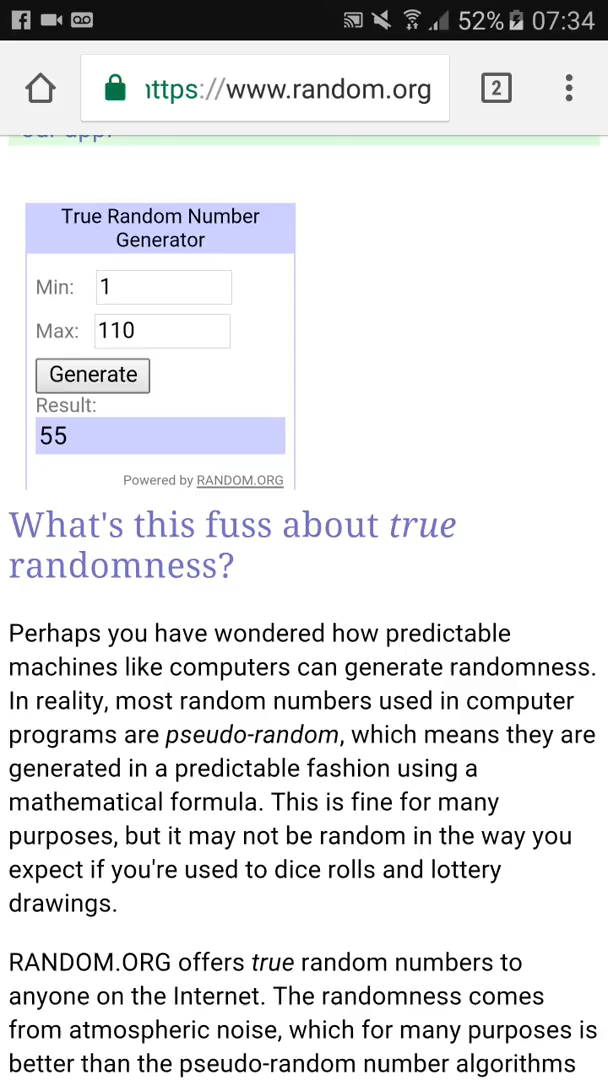 52% 07:34
https://www.random.org
2
our app!
True Random Number
Generator
Min: 1
Max: 110
Generate
Result:
55
Powered by RANDOM.ORG
What's this fuss about true
randomness?
Perhaps you have wondered how predictable
machines like computers can generate randomness.
In reality, most random numbers used in computer
programs are pseudo-random, which means they are
generated in a predictable fashion using a
mathematical formula. This is fine for many
purposes, but it may not be random in the way you
expect if you're used to dice rolls and lottery
drawings.
RANDOM.ORG offers true random numbers to
anyone on the Internet. The randomness comes
from atmospheric noise, which for many purposes is
better than the pseudo-random number algorithms